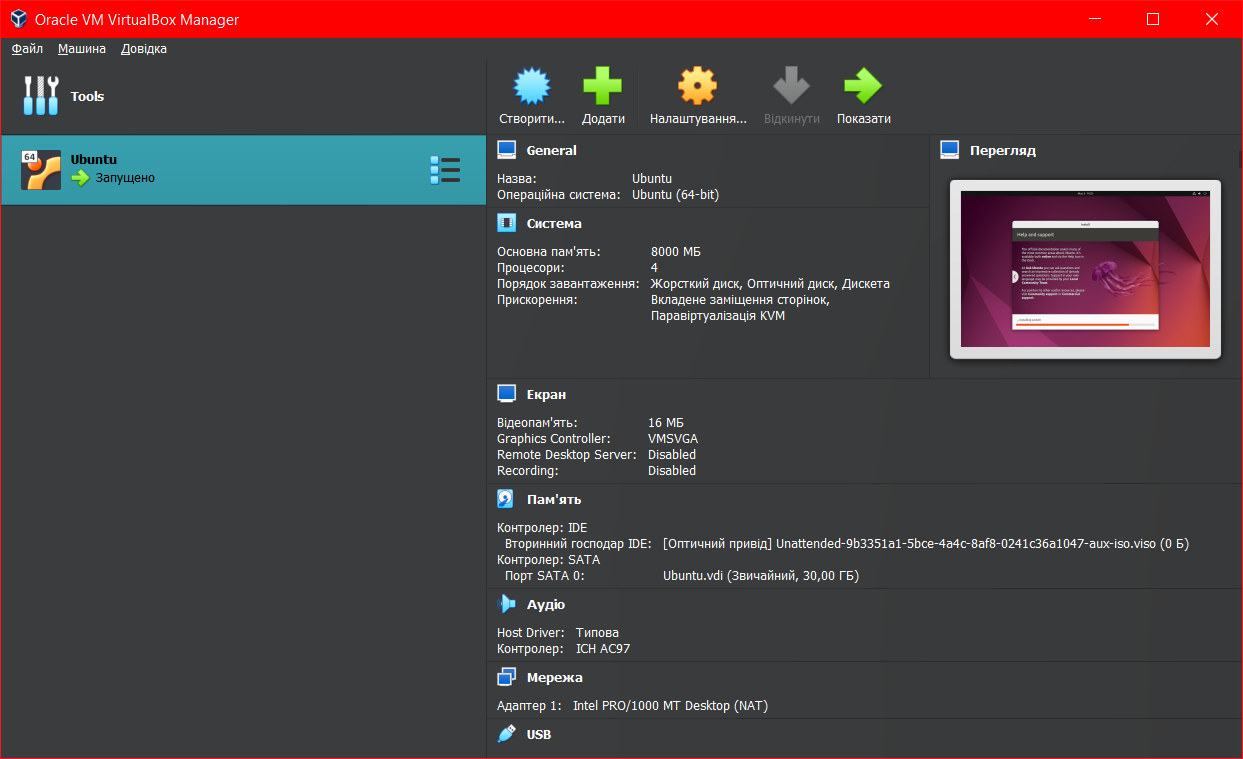 Oracle VM VirtualBox Manager
Файл Машина Довідка
Tools
Створити... Додати Налаштування... Відкинути Показати
64
Ubuntu
Запущено
General
Назва: Ubuntu
Операційна система: Ubuntu (64-bit)
Система
Основна пам'ять: 8000 МБ
Процесори: 4
Порядок завантаження: Жорсткий диск, Оптичний диск, Дискета
Прискорення: Вкладене заміщення сторінок,
Паравіртуалізація KVM
Перегляд
Install
Help and support
Екран
Відеопам'ять: 16 МБ
Graphics Controller: VMSVGA
Remote Desktop Server: Disabled
Recording: Disabled
Пам'ять
Контролер: IDE
Вторинний господар IDE: [Оптичний привід] Unattended-9b3351a1-5bce-4a4c-8af8-0241c36a1047-aux-iso.viso (0 Б)
Контролер: SATA
Порт SATA 0: Ubuntu.vdi (Звичайний, 30,00 ГБ)
Аудіо
Host Driver: Типова
Контролер: ICH AC97
Мережа
Адаптер 1: Intel PRO/1000 MT Desktop (NAT)
USB